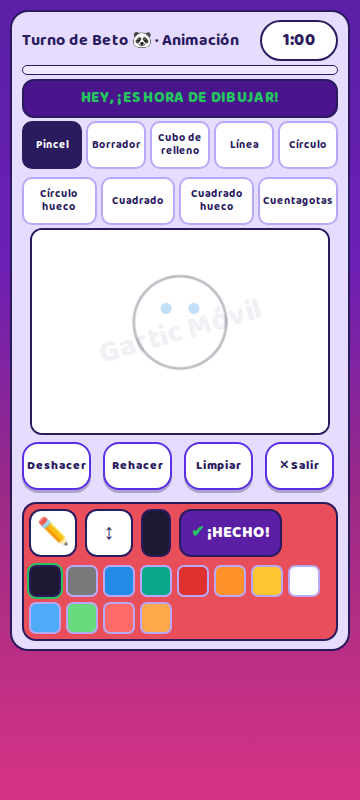 Turno de Beto 🐼 · Animación
1:00
HEY, ¡ES HORA DE DIBUJAR!
Pincel
Borrador
Cubo de
relleno
Línea
Círculo
Círculo
hueco
Cuadrado
Cuadrado
hueco
Cuentagotas
Gartic Móvil
Deshacer
Rehacer
Limpiar
✕ Salir
✏️
↕
✔ ¡HECHO!